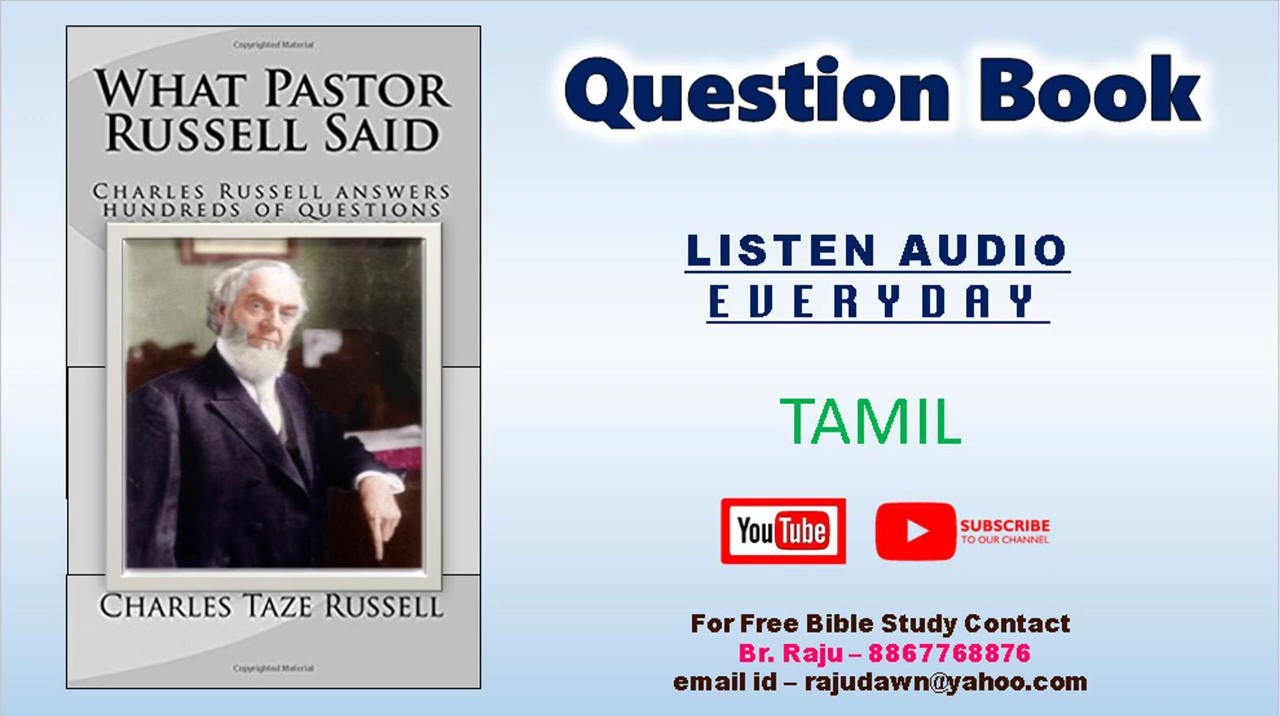 Copyrighted Material
WHAT PASTOR
RUSSELL SAID
CHARLES RUSSELL ANSWERS
HUNDREDS OF QUESTIONS
CHARLES TAZE RUSSELL
Copyrighted Material
Question Book
LISTEN AUDIO
EVERYDAY
TAMIL
YouTube
SUBSCRIBE
TO OUR CHANNEL
For Free Bible Study Contact
Br. Raju – 8867768876
email id – rajudawn@yahoo.com